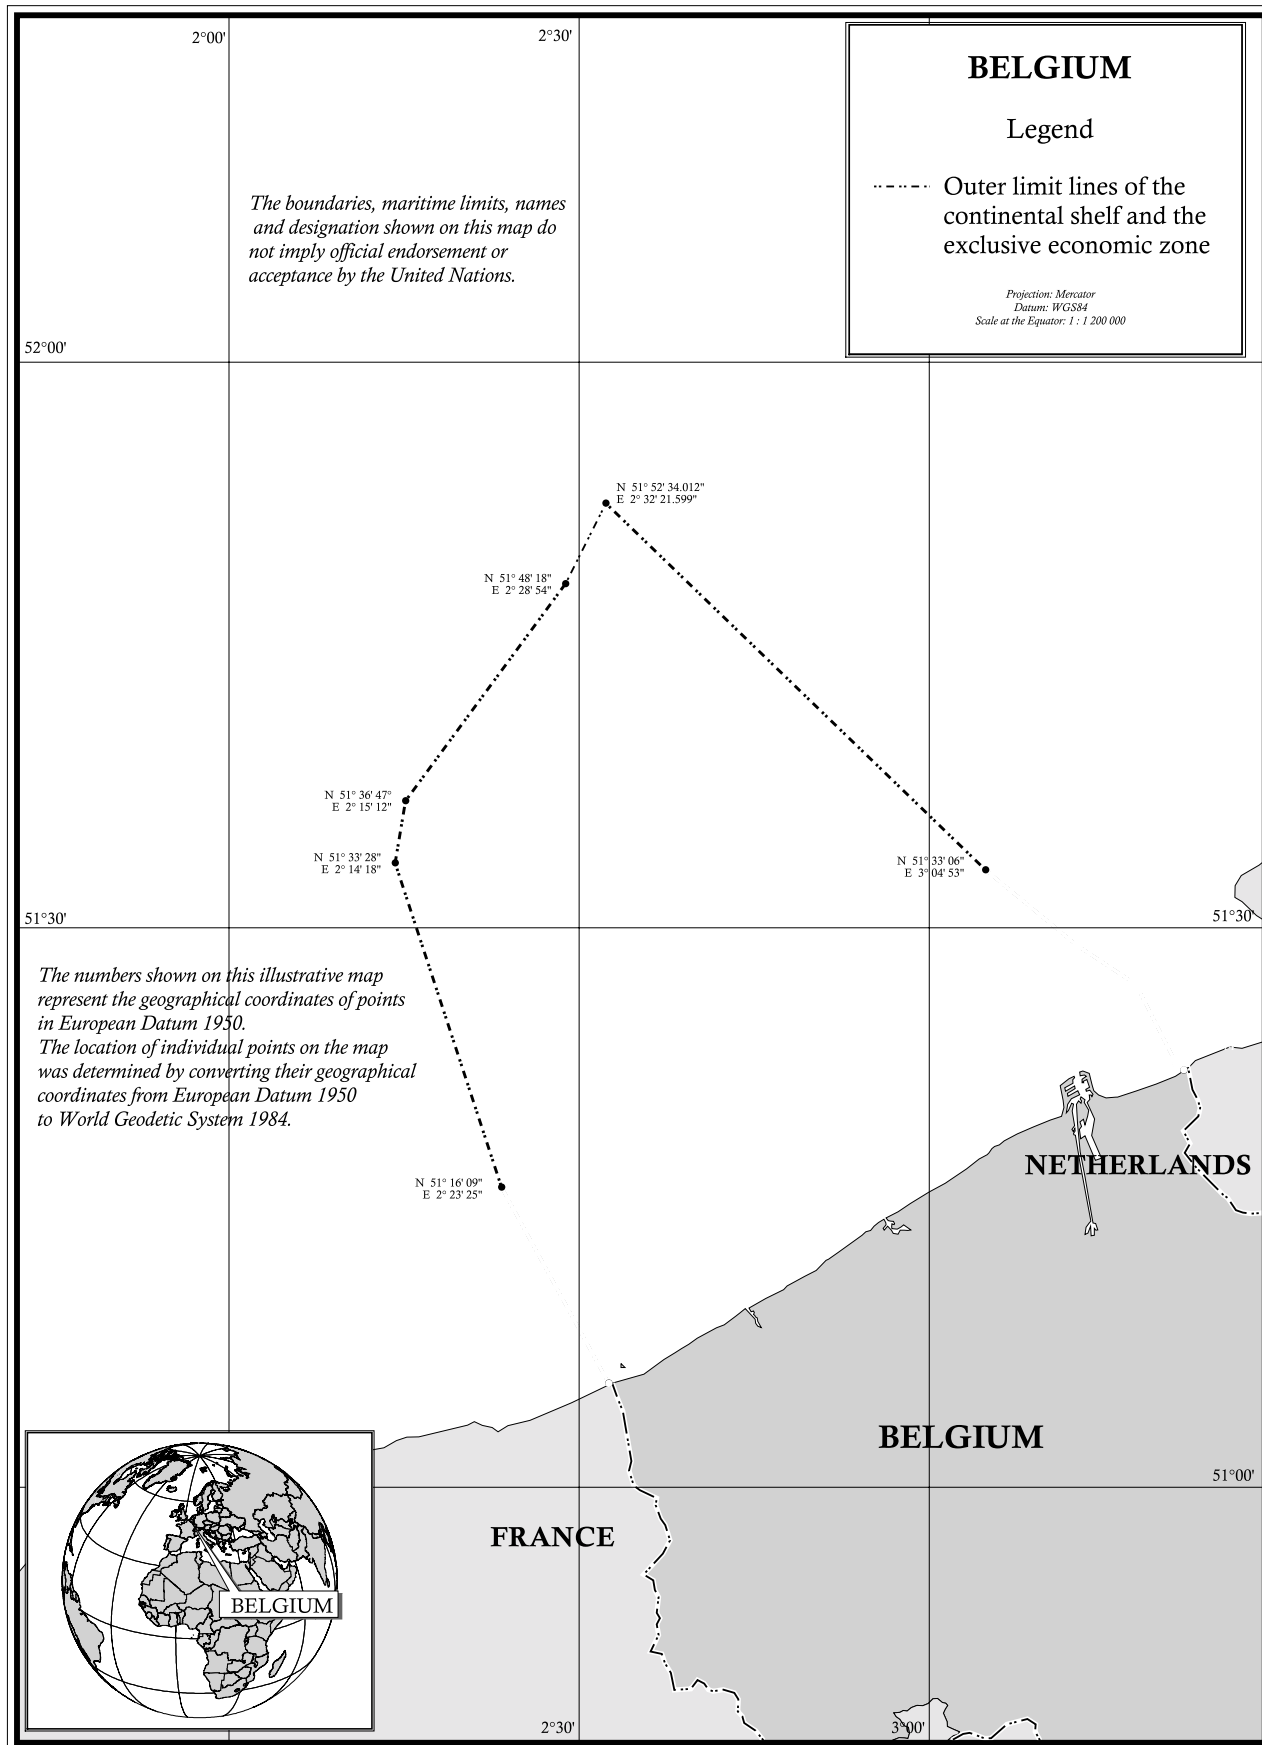 2°00'
2°30'
BELGIUM
Legend
Outer limit lines of the
continental shelf and the
exclusive economic zone
Projection: Mercator
Datum: WGS84
Scale at the Equator: 1 : 1 200 000
The boundaries, maritime limits, names
and designation shown on this map do
not imply official endorsement or
acceptance by the United Nations.
52°00'
N 51° 52' 34.012"
E 2° 32' 21.599"
N 51° 48' 18"
E 2° 28' 54"
N 51° 36' 47°
E 2° 15' 12"
N 51° 33' 28"
E 2° 14' 18"
N 51° 33' 06"
E 3° 04' 53"
51°30'
51°30'
The numbers shown on this illustrative map
represent the geographical coordinates of points
in European Datum 1950.
The location of individual points on the map
was determined by converting their geographical
coordinates from European Datum 1950
to World Geodetic System 1984.
N 51° 16' 09"
E 2° 23' 25"
NETHERLANDS
BELGIUM
51°00'
FRANCE
BELGIUM
2°30'
3°00'